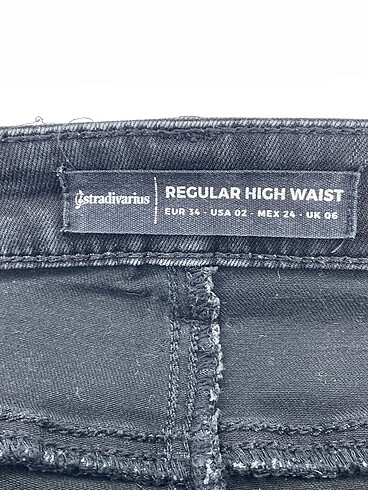 stradivarius
REGULAR HIGH WAIST
EUR 34 - USA 02 - MEX 24 - UK 06